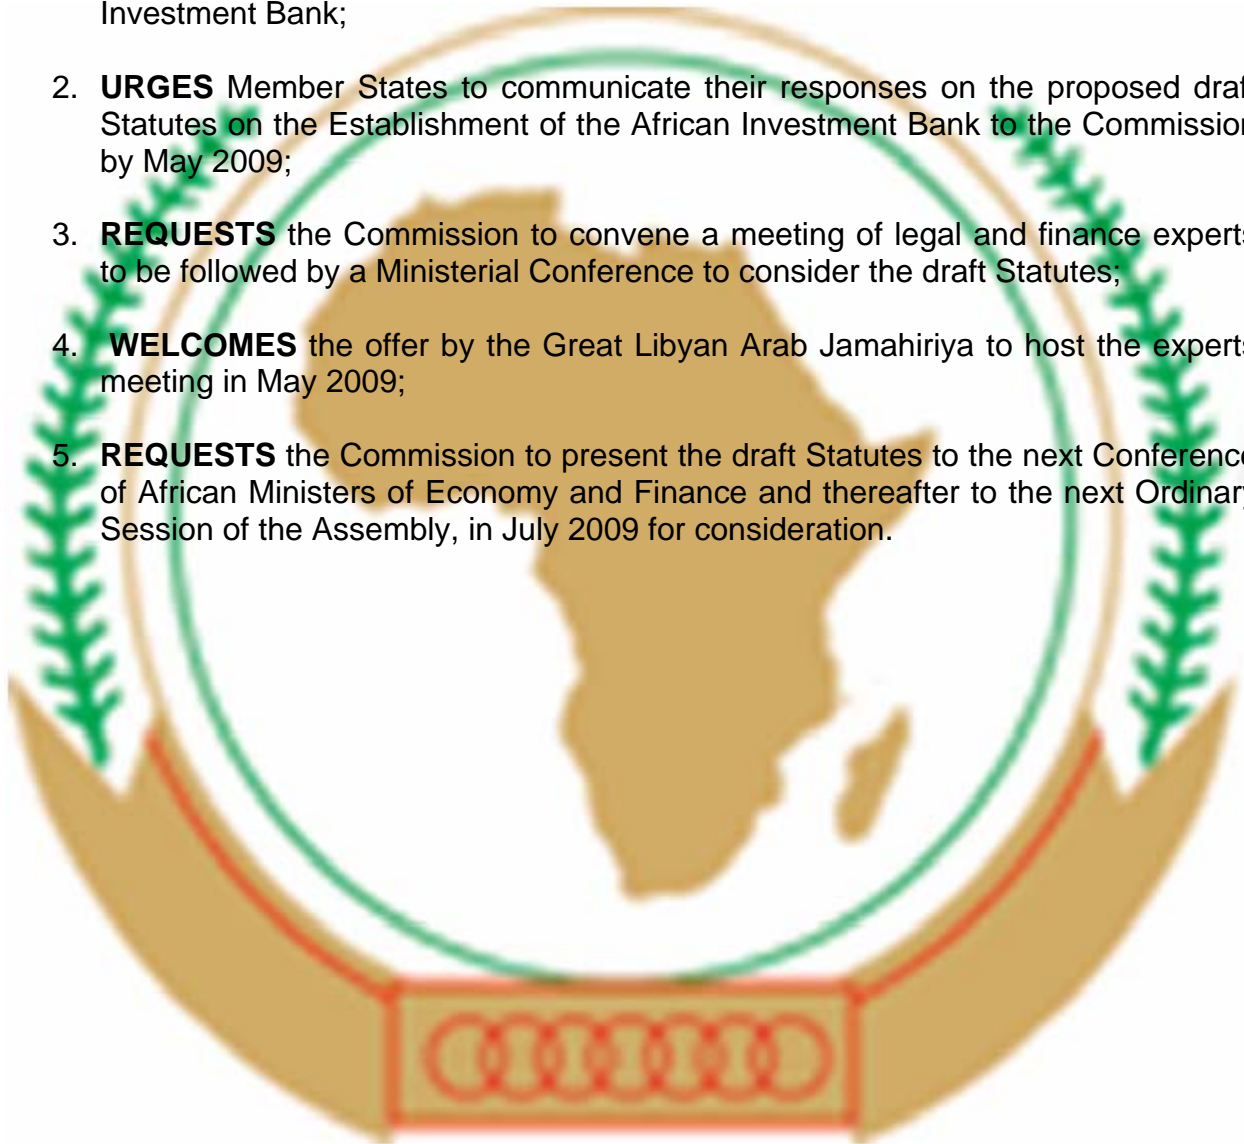 Investment Bank;
2. URGES Member States to communicate their responses on the proposed draf
Statutes on the Establishment of the African Investment Bank to the Commission
by May 2009;
3. REQUESTS the Commission to convene a meeting of legal and finance experts
to be followed by a Ministerial Conference to consider the draft Statutes;
4. WELCOMES the offer by the Great Libyan Arab Jamahiriya to host the experts
meeting in May 2009;
5. REQUESTS the Commission to present the draft Statutes to the next Conference
of African Ministers of Economy and Finance and thereafter to the next Ordinary
Session of the Assembly, in July 2009 for consideration.